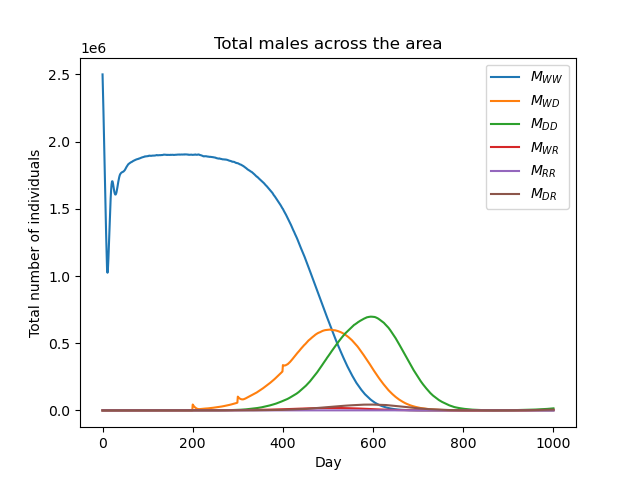 Total males across the area
1e6
2.5
2.0
1.5
1.0
0.5
0.0
Total number of individuals
0 200 400 600 800 1000
Day
M_WW
M_WD
M_DD
M_WR
M_RR
M_DR